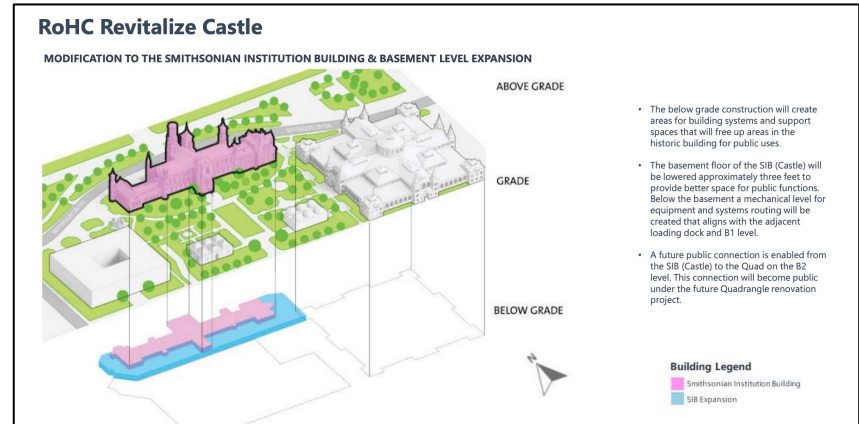 RoHC Revitalize Castle
MODIFICATION TO THE SMITHSONIAN INSTITUTION BUILDING & BASEMENT LEVEL EXPANSION
ABOVE GRADE
GRADE
BELOW GRADE
N
• The below grade construction will create
areas for building systems and support
spaces that will free up areas in the
historic building for public uses.
• The basement floor of the SIB (Castle) will
be lowered approximately three feet to
provide better space for public functions.
Below the basement a mechanical level for
equipment and systems routing will be
created that aligns with the adjacent
loading dock and B1 level.
• A future public connection is enabled from
the SIB (Castle) to the Quad on the B2
level. This connection will become public
under the future Quadrangle renovation
project.
Building Legend
Smithsonian Institution Building
SIB Expansion